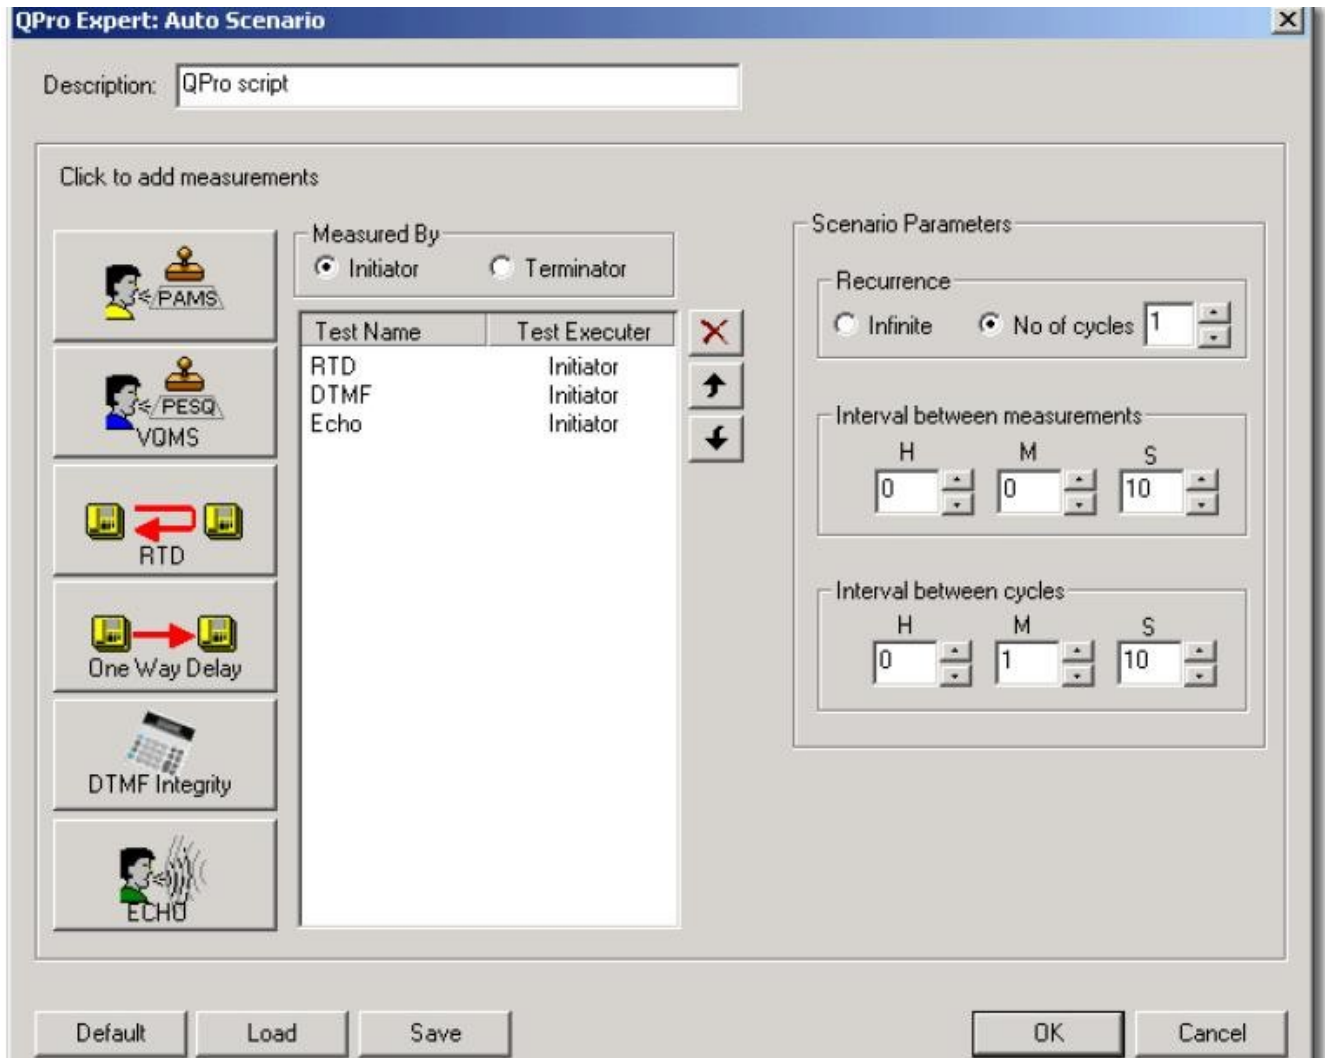 QPro Expert: Auto Scenario
Description: QPro script
Click to add measurements
PAMS
PESQ
VQMS
RTD
One Way Delay
DTMF Integrity
ECHO
Measured By
Initiator Terminator
Test Name Test Executer
RTD Initiator
DTMF Initiator
Echo Initiator
Scenario Parameters
Recurrence
Infinite No of cycles 1
Interval between measurements
H M S
0 0 10
Interval between cycles
H M S
0 1 10
Default Load Save OK Cancel